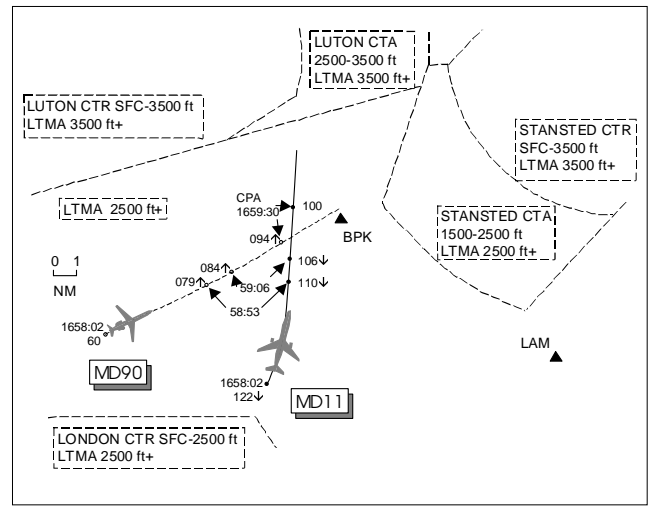 LUTON CTA
2500-3500 ft
LTMA 3500 ft+
LUTON CTR SFC-3500 ft
LTMA 3500 ft+
STANSTED CTR
SFC-3500 ft
LTMA 3500 ft+
LTMA 2500 ft+
CPA
1659:30
100
094↑
BPK
STANSTED CTA
1500-2500 ft
LTMA 2500 ft+
0 1
NM
084↑
106↓
079↑
59:06
110↓
58:53
1658:02
60
MD90
LAM
1658:02
122↓
MD11
LONDON CTR SFC-2500 ft
LTMA 2500 ft+